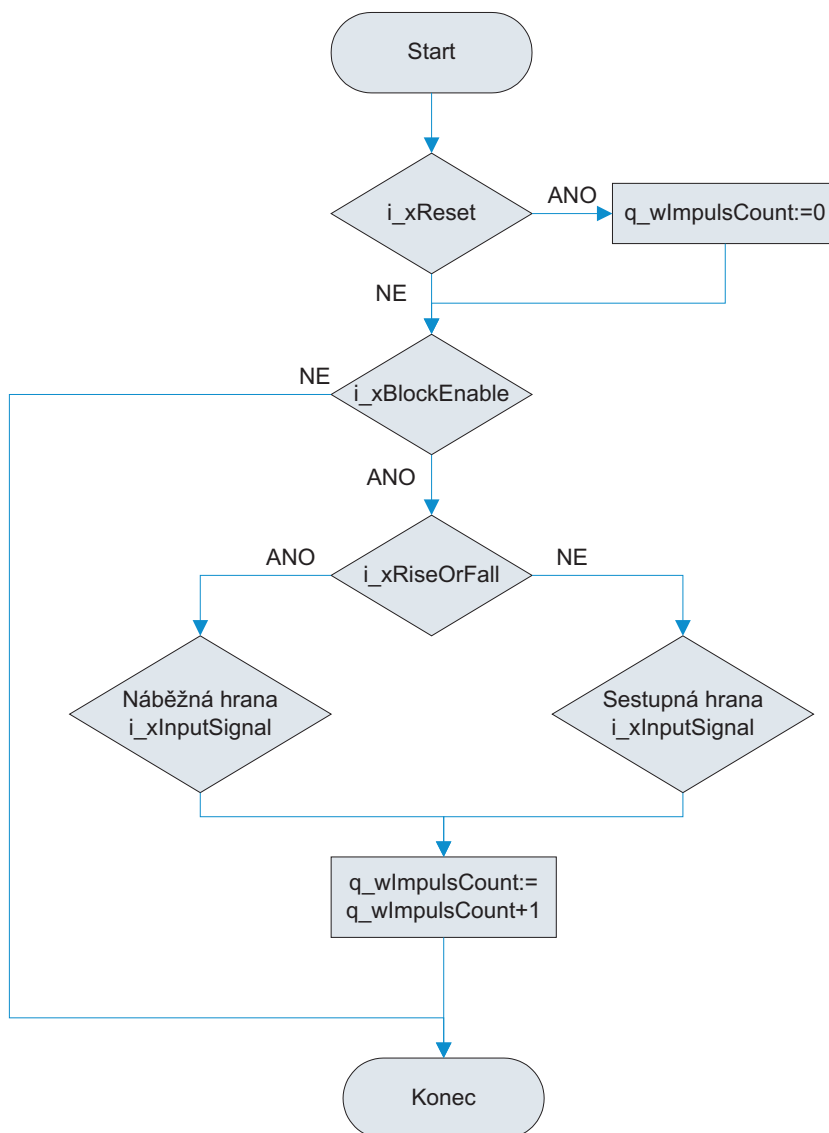 Start
i_xReset
ANO
q_wImpulsCount:=0
NE
NE
i_xBlockEnable
ANO
ANO
i_xRiseOrFall
NE
Náběžná hrana
i_xInputSignal
Sestupná hrana
i_xInputSignal
q_wImpulsCount:=
q_wImpulsCount+1
Konec